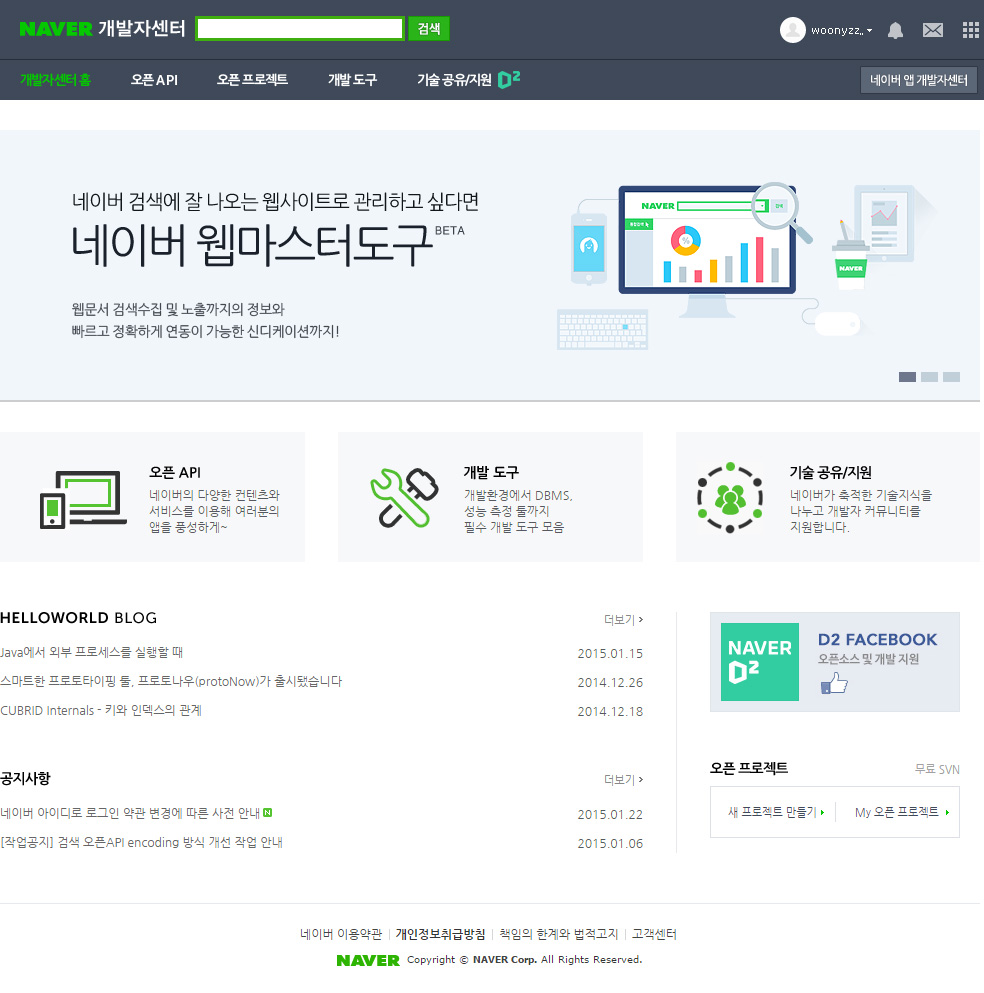 NAVER 개발자센터
검색
woonyzz,,
개발자센터 홈
오픈 API
오픈 프로젝트
개발 도구
기술 공유/지원 D2
네이버 앱 개발자센터
네이버 검색에 잘 나오는 웹사이트로 관리하고 싶다면
네이버 웹마스터도구 BETA
웹문서 검색수집 및 노출까지의 정보와
빠르고 정확하게 연동이 가능한 신디케이션까지!
NAVER
%
NAVER
오픈 API
네이버의 다양한 컨텐츠와
서비스를 이용해 여러분의
앱을 풍성하게~
개발 도구
개발환경에서 DBMS,
성능 측정 툴까지
필수 개발 도구 모음
기술 공유/지원
네이버가 축적한 기술지식을
나누고 개발자 커뮤니티를
지원합니다.
HELLOWORLD BLOG
더보기
Java에서 외부 프로세스를 실행할 때 2015.01.15
스마트한 프로토타이핑 툴, 프로토나우(protoNow)가 출시됐습니다 2014.12.26
CUBRID Internals - 키와 인덱스의 관계 2014.12.18
공지사항
더보기
네이버 아이디로 로그인 약관 변경에 따른 사전 안내 N 2015.01.22
[작업공지] 검색 오픈API encoding 방식 개선 작업 안내 2015.01.06
NAVER
D2
D2 FACEBOOK
오픈소스 및 개발 지원
오픈 프로젝트
무료 SVN
새 프로젝트 만들기
My 오픈 프로젝트
네이버 이용약관 | 개인정보취급방침 | 책임의 한계와 법적고지 | 고객센터
NAVER Copyright © NAVER Corp. All Rights Reserved.